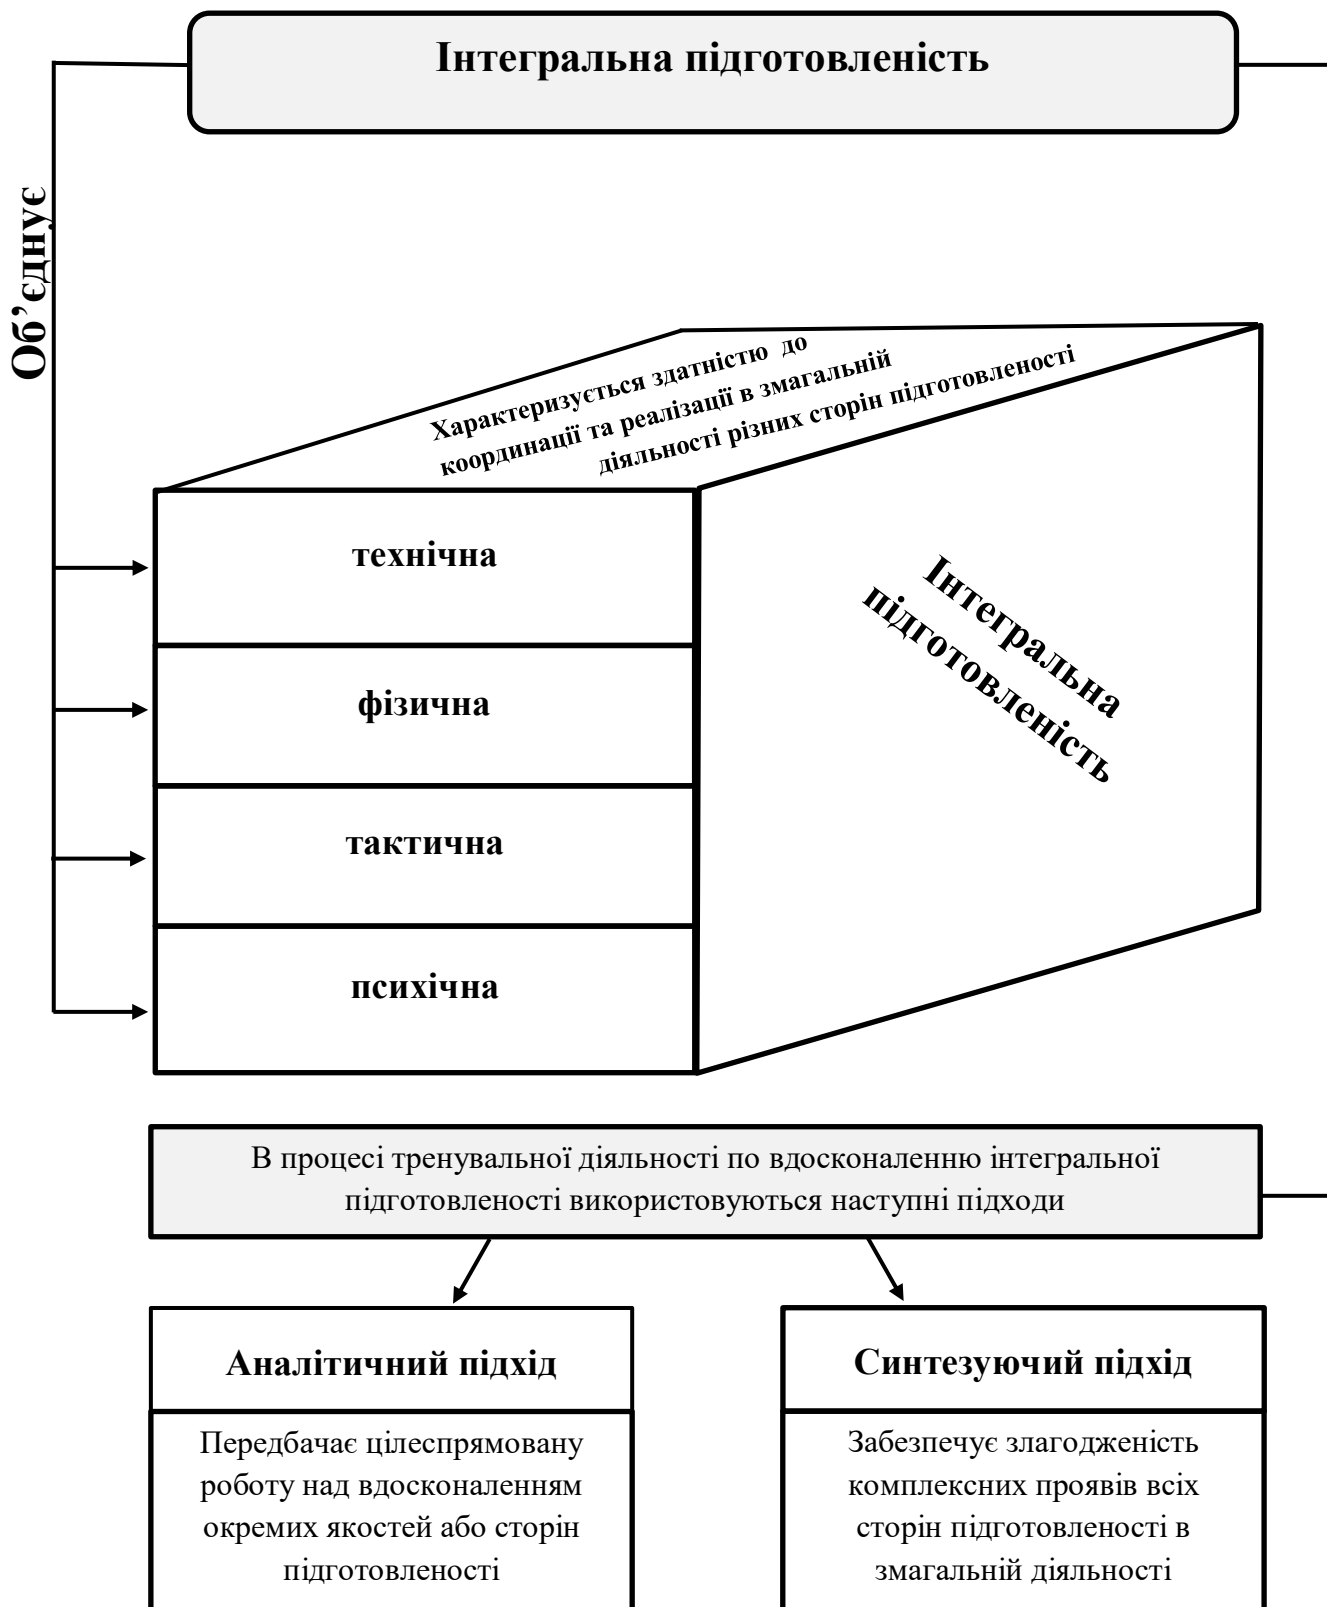 Інтегральна підготовленість
Об’єднує
Характеризується здатністю до
координації та реалізації в змагальній
діяльності різних сторін підготовленості
технічна
фізична
тактична
психічна
Інтегральна
підготовленість
В процесі тренувальної діяльності по вдосконаленню інтегральної
підготовленості використовуються наступні підходи
Аналітичний підхід
Передбачає цілеспрямовану
роботу над вдосконаленням
окремих якостей або сторін
підготовленості
Синтезуючий підхід
Забезпечує злагодженість
комплексних проявів всіх
сторін підготовленості в
змагальній діяльності